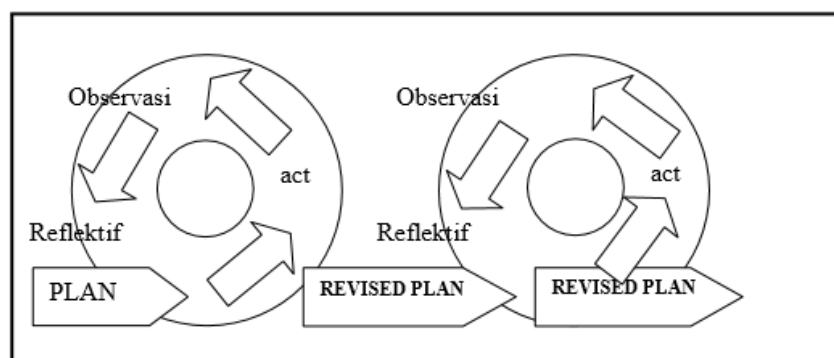 Observasi
act
Reflektif
PLAN
Observasi
act
Reflektif
REVISED PLAN
REVISED PLAN